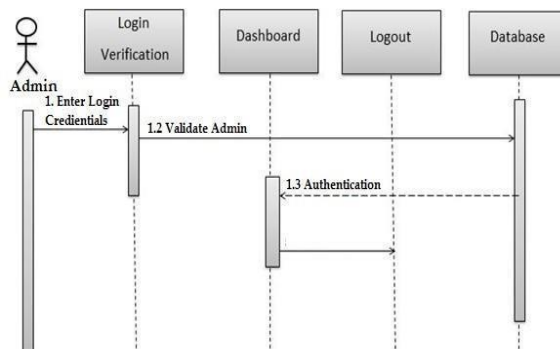 Login
Verification
Dashboard
Logout
Database
Admin
1. Enter Login
Credientials
1.2 Validate Admin
1.3 Authentication